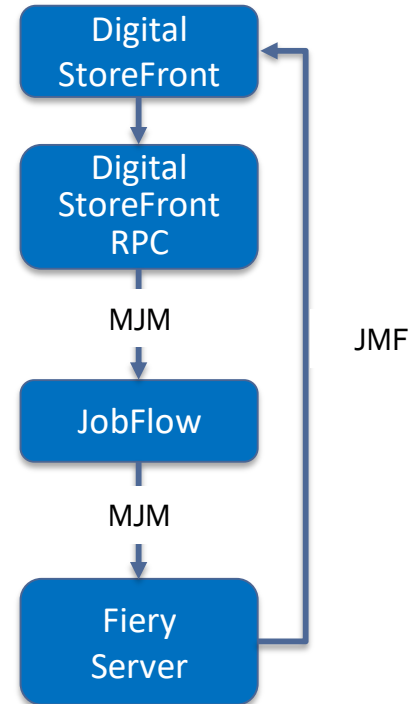 Digital
StoreFront
Digital
StoreFront
RPC
MJM
JMF
JobFlow
MJM
Fiery
Server